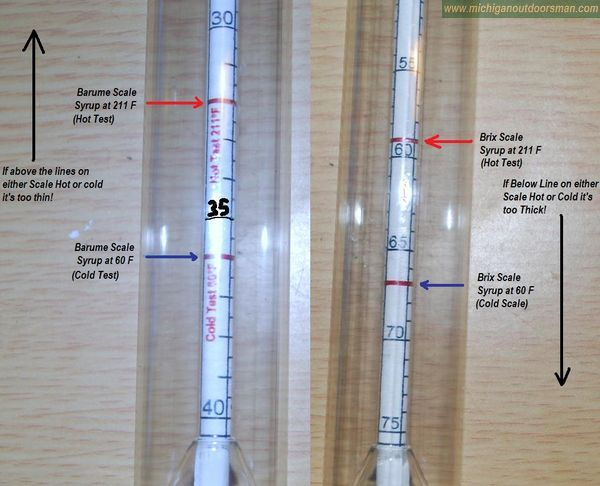 www.michiganoutdoorsman.com
30
Barume Scale
Syrup at 211 F
(Hot Test)
Hot Test 211°F
If above the lines on
either Scale Hot or cold
it's too thin!
35
Barume Scale
Syrup at 60 F
(Cold Test)
Cold Test 60°F
40
55
60
Brix Scale
Syrup at 211 F
(Hot Test)
If Below Line on either
Scale Hot or Cold it's
too Thick!
65
Brix Scale
Syrup at 60 F
(Cold Scale)
70
75